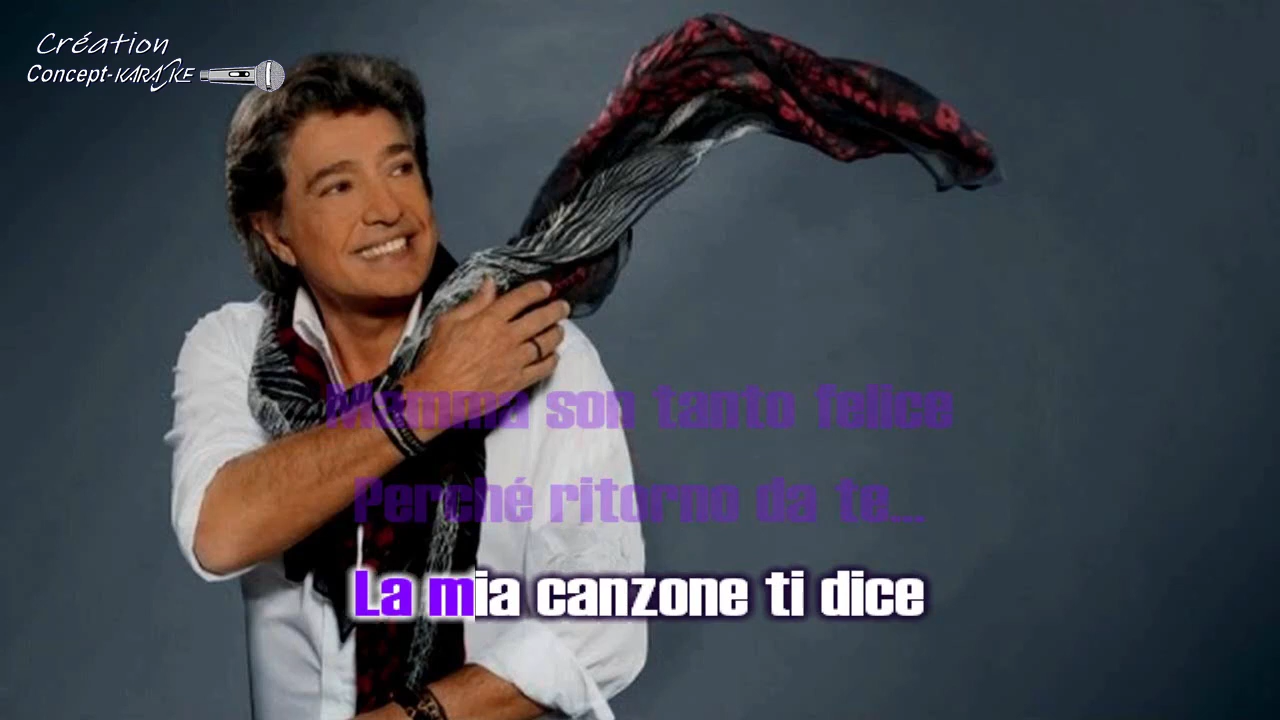 Création
Concept-KARAOKE
Mamma son tanto felice
Perché ritorno da te...
La mia canzone ti dice